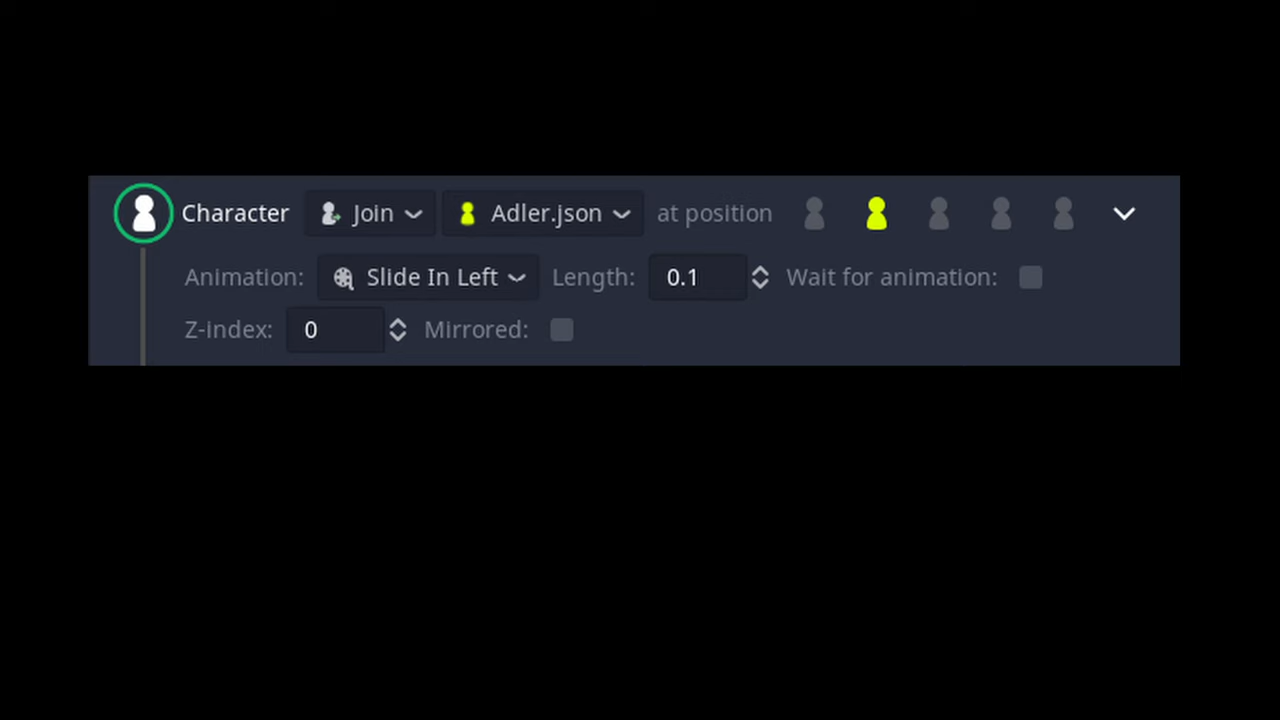 Character Join Adler.json at position
Animation: Slide In Left Length: 0.1 Wait for animation:
Z-index: 0 Mirrored: